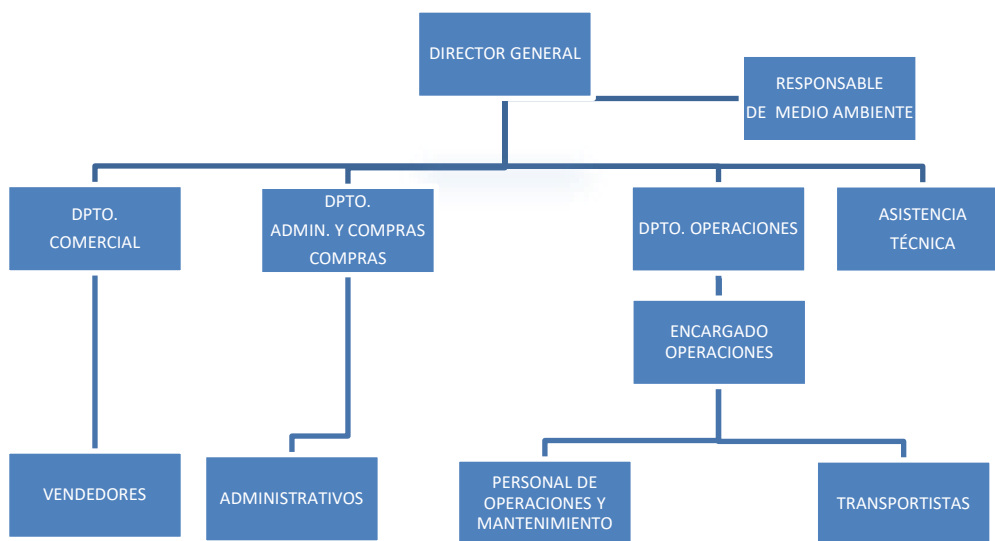 DIRECTOR GENERAL
RESPONSABLE
DE MEDIO AMBIENTE
DPTO.
COMERCIAL
DPTO.
ADMIN. Y COMPRAS
COMPRAS
DPTO. OPERACIONES
ASISTENCIA
TÉCNICA
ENCARGADO
OPERACIONES
VENDEDORES
ADMINISTRATIVOS
PERSONAL DE
OPERACIONES Y
MANTENIMIENTO
TRANSPORTISTAS